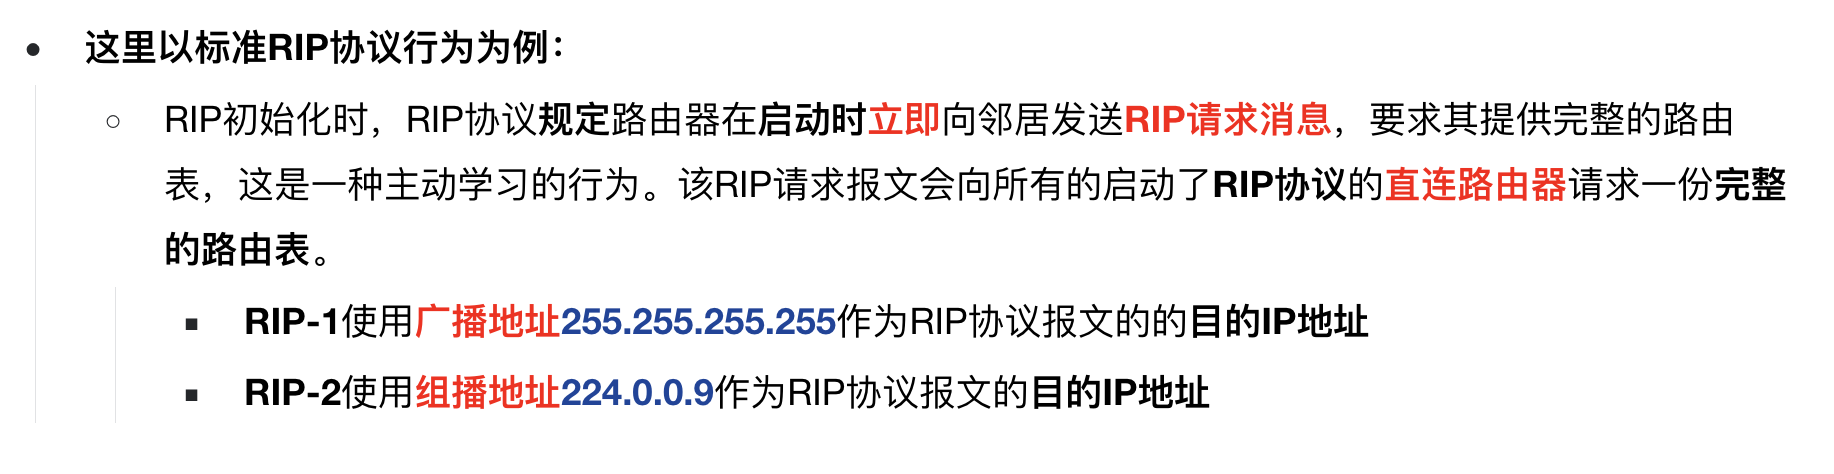 这里以标准RIP协议行为为例：
RIP初始化时，RIP协议规定路由器在启动时立即向邻居发送RIP请求消息，要求其提供完整的路由
表，这是一种主动学习的行为。该RIP请求报文会向所有的启动了RIP协议的直连路由器请求一份完整
的路由表。
RIP-1使用广播地址255.255.255.255作为RIP协议报文的的目的IP地址
RIP-2使用组播地址224.0.0.9作为RIP协议报文的目的IP地址